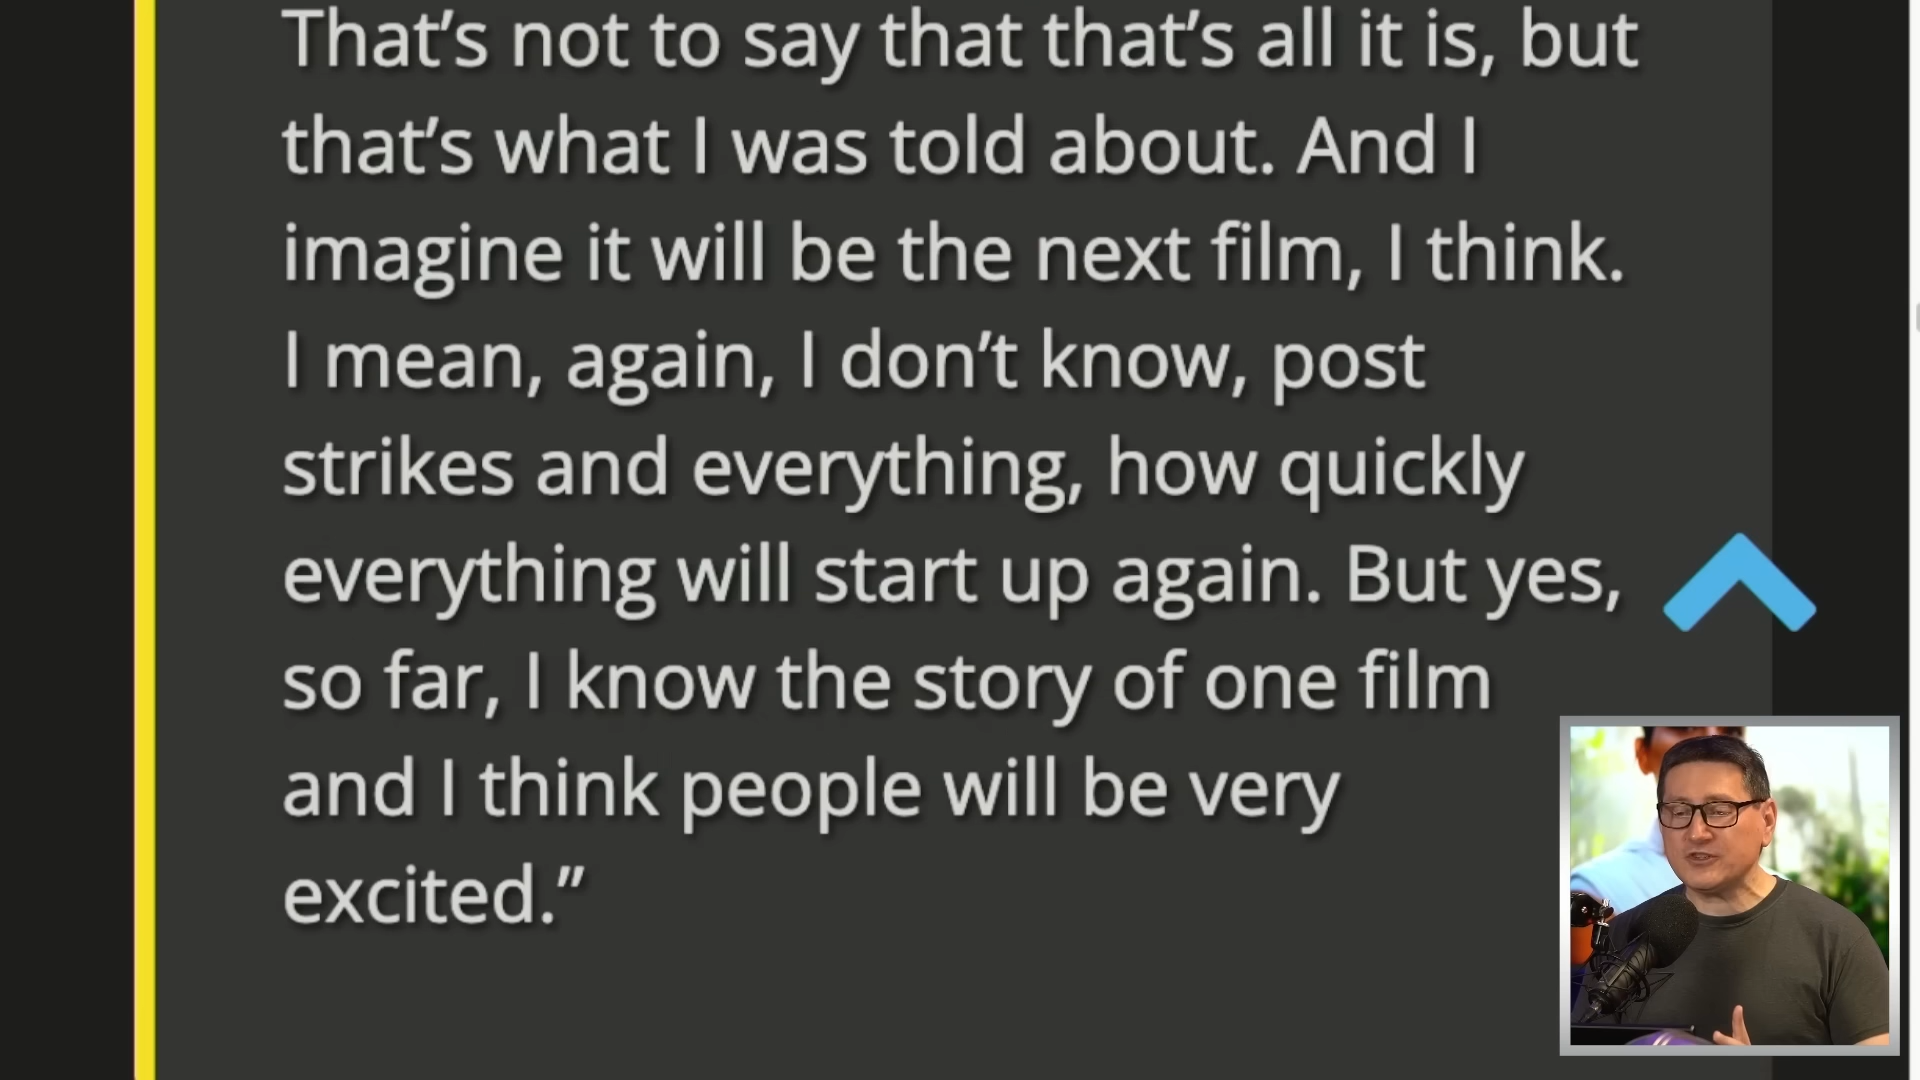 That’s not to say that that’s all it is, but
that’s what I was told about. And I
imagine it will be the next film, I think.
I mean, again, I don’t know, post
strikes and everything, how quickly
everything will start up again. But yes,
so far, I know the story of one film
and I think people will be very
excited.”